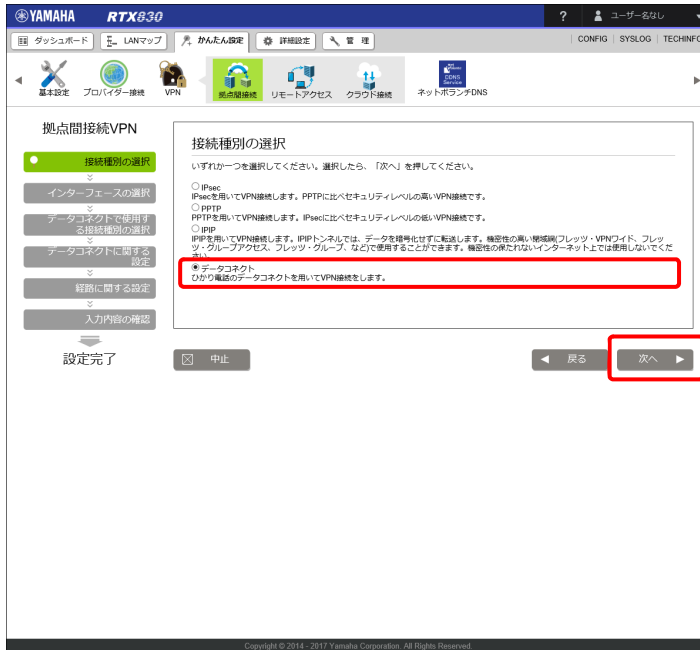 YAMAHA RTX830 ? ユーザー名なし
ダッシュボード LANマップ かんたん設定 詳細設定 管 理 CONFIG SYSLOG TECHINFO
基本設定 プロバイダー接続 VPN 拠点間接続 リモートアクセス クラウド接続 DDNS Service ネットボランチDNS
拠点間接続VPN
接続種別の選択
インターフェースの選択
データコネクトで使用す
る接続種別の選択
データコネクトに関する
設定
経路に関する設定
入力内容の確認
設定完了
接続種別の選択
いずれか一つを選択してください。選択したら、「次へ」を押してください。
IPsec
IPsecを用いてVPN接続します。PPTPに比べセキュリティレベルの高いVPN接続です。
PPTP
PPTPを用いてVPN接続します。IPsecに比べセキュリティレベルの低いVPN接続です。
IPIP
IPIPを用いてVPN接続します。IPIPトンネルでは、データを暗号化せずに転送します。機密性の高い閉域網(フレッツ・VPNワイド、フレッ
ツ・グループアクセス、フレッツ・グループ、など)で使用することができます。機密性の保たれないインターネット上では使用しないでくだ
さい。
データコネクト
ひかり電話のデータコネクトを用いてVPN接続をします。
中止 戻る 次へ
Copyright © 2014 - 2017 Yamaha Corporation. All Rights Reserved.